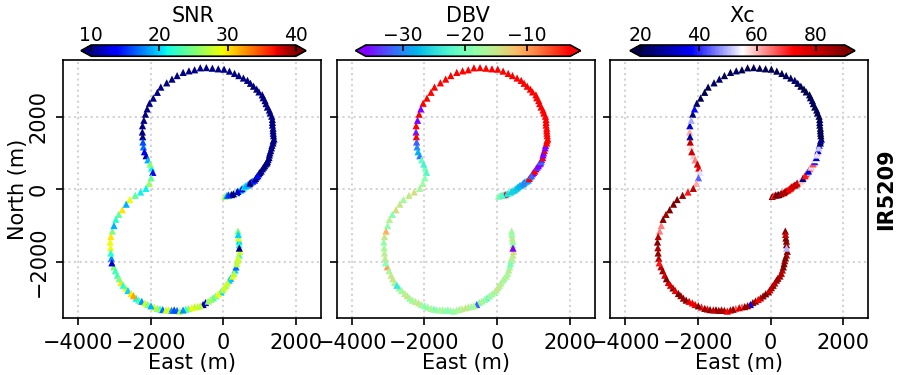 SNR DBV Xc
10 20 30 40 −30 −20 −10 20 40 60 80
2000
0
−2000
North (m)
IR5209
−4000 −2000 0 2000 −4000 −2000 0 2000 −4000 −2000 0 2000
East (m) East (m) East (m)